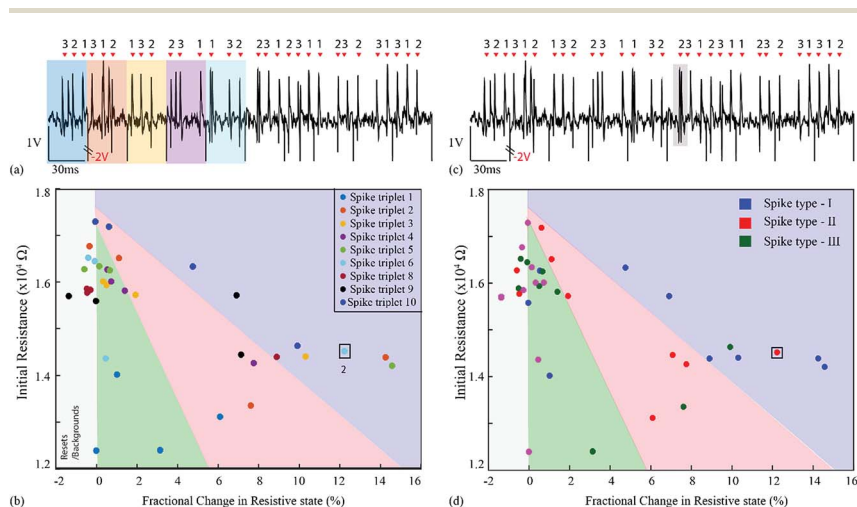 3 2 1 3 1 2 1 3 2 2 3 1 1 3 2 2 3 1 2 3 1 1 2 3 2 3 1 3 1 2
1V
-2V
30ms
(a)
3 2 1 3 1 2 1 3 2 2 3 1 1 3 2 2 3 1 2 3 1 1 2 3 2 3 1 3 1 2
1V
-2V
30ms
(c)
Initial Resistance (x10⁴ Ω)
1.8
1.6
1.4
1.2
Resets
/Backgrounds
Spike triplet 1
Spike triplet 2
Spike triplet 3
Spike triplet 4
Spike triplet 5
Spike triplet 6
Spike triplet 8
Spike triplet 9
Spike triplet 10
2
-2 0 2 4 6 8 10 12 14 16
(b)
Fractional Change in Resistive state (%)
Initial Resistance (x10⁴ Ω)
1.8
1.6
1.4
1.2
Spike type - I
Spike type - II
Spike type - III
-2 0 2 4 6 8 10 12 14 16
(d)
Fractional Change in Resistive state (%)